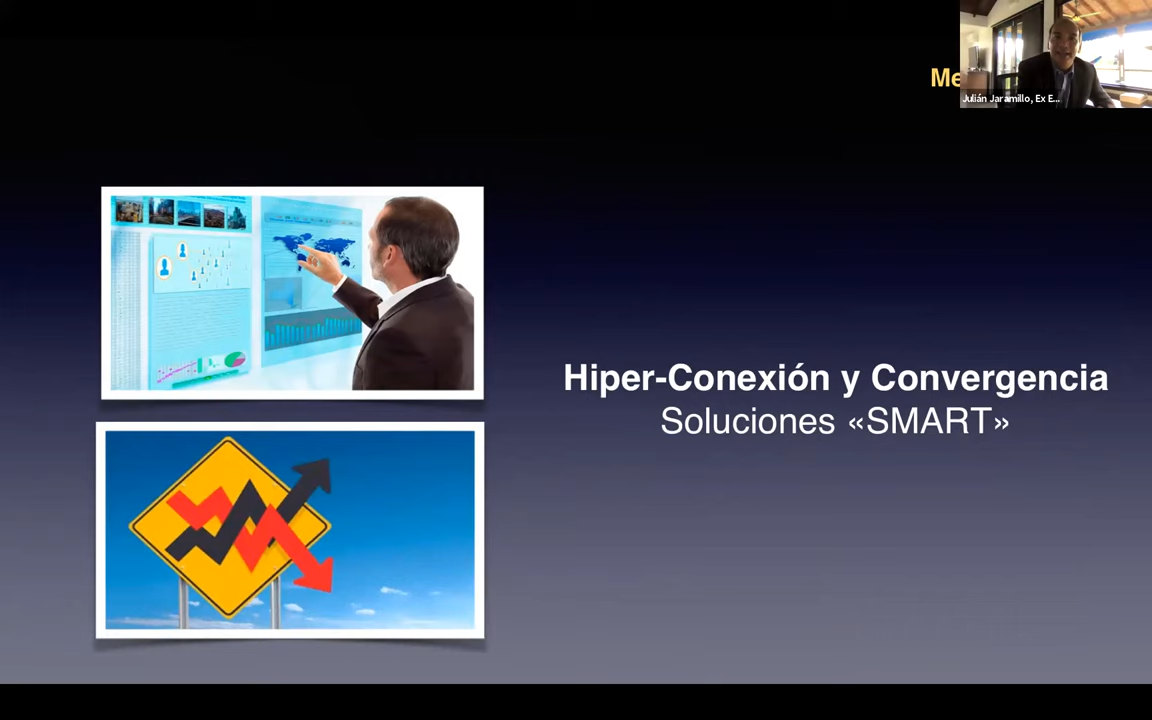 Me
Julián Jaramillo, Ex E...
Hiper-Conexión y Convergencia
Soluciones «SMART»